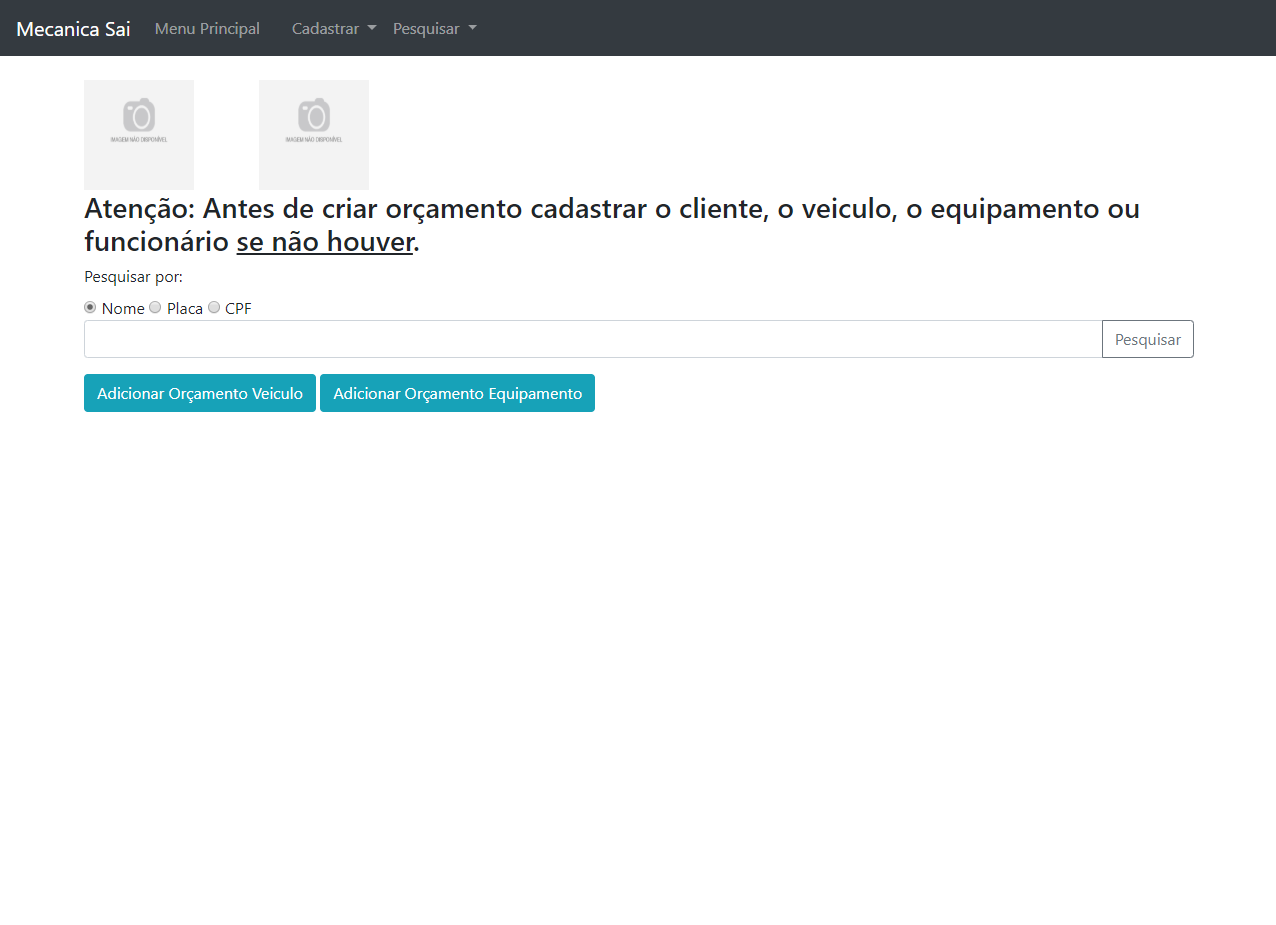 Mecanica Sai Menu Principal Cadastrar Pesquisar
IMAGEM NÃO DISPONÍVEL IMAGEM NÃO DISPONÍVEL
Atenção: Antes de criar orçamento cadastrar o cliente, o veiculo, o equipamento ou
funcionário se não houver.
Pesquisar por:
Nome Placa CPF
Pesquisar
Adicionar Orçamento Veiculo Adicionar Orçamento Equipamento